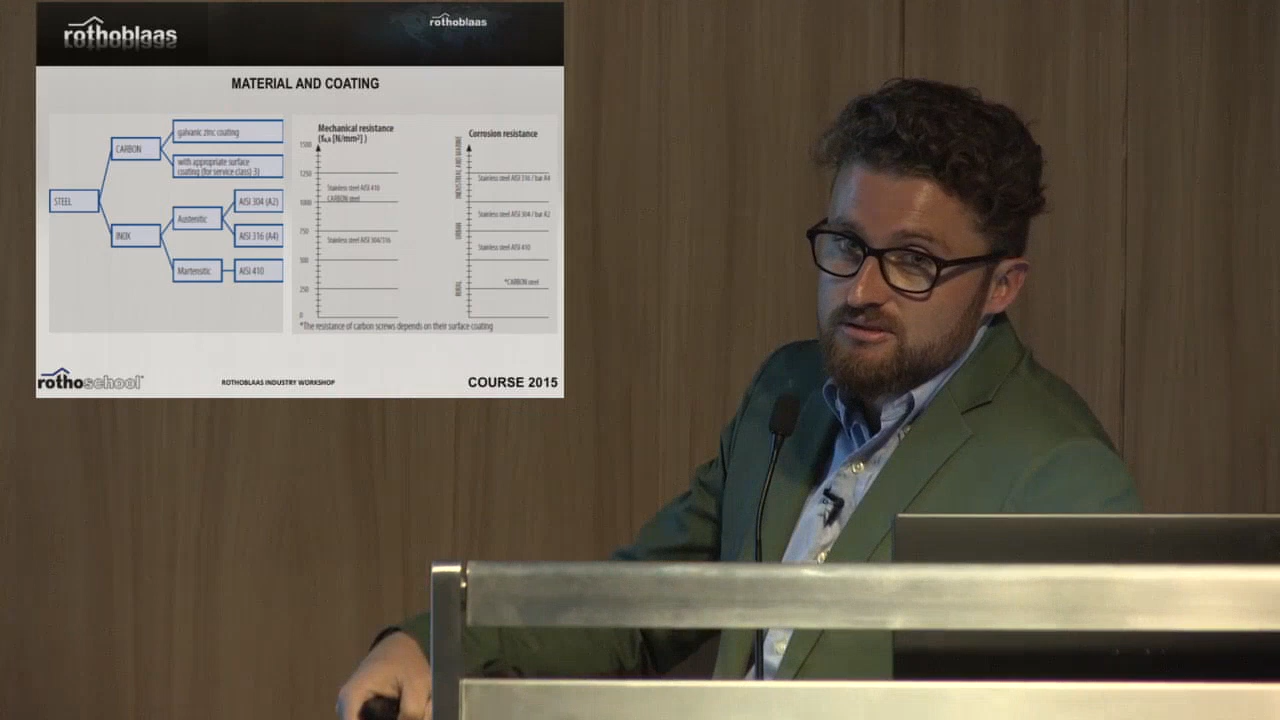 rothoblaas
rothoblaas
MATERIAL AND COATING
STEEL
CARBON
galvanic zinc coating
with appropriate surface
coating (for service class) 3)
INOX
Austenitic
AISI 304 (A2)
AISI 316 (A4)
Martensitic
AISI 410
Mechanical resistance
(fu,k [N/mm²] )
1500
1250
Stainless steel AISI 410
CARBON steel
1000
750
Stainless steel AISI 304/316
500
250
0
Corrosion resistance
INDUSTRIAL AND MARINE
Stainless steel AISI 316 / bar A4
Stainless steel AISI 304 / bar A2
URBAN
Stainless steel AISI 410
RURAL
*CARBON steel
*The resistance of carbon screws depends on their surface coating
rothoschool
ROTHOBLAAS INDUSTRY WORKSHOP
COURSE 2015